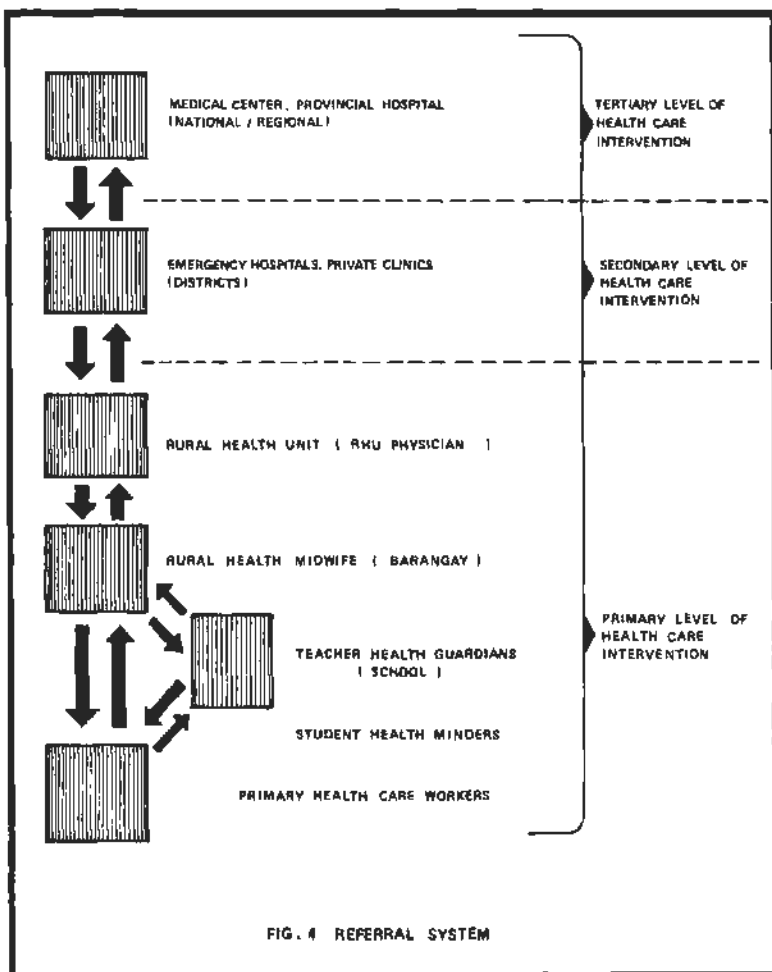 MEDICAL CENTER, PROVINCIAL HOSPITAL
(NATIONAL / REGIONAL)
TERTIARY LEVEL OF
HEALTH CARE
INTERVENTION
EMERGENCY HOSPITALS, PRIVATE CLINICS
(DISTRICTS)
SECONDARY LEVEL OF
HEALTH CARE
INTERVENTION
RURAL HEALTH UNIT ( RHU PHYSICIAN )
RURAL HEALTH MIDWIFE ( BARANGAY )
TEACHER HEALTH GUARDIANS
( SCHOOL )
STUDENT HEALTH MINDERS
PRIMARY HEALTH CARE WORKERS
PRIMARY LEVEL OF
HEALTH CARE
INTERVENTION
FIG. 4 REFERRAL SYSTEM